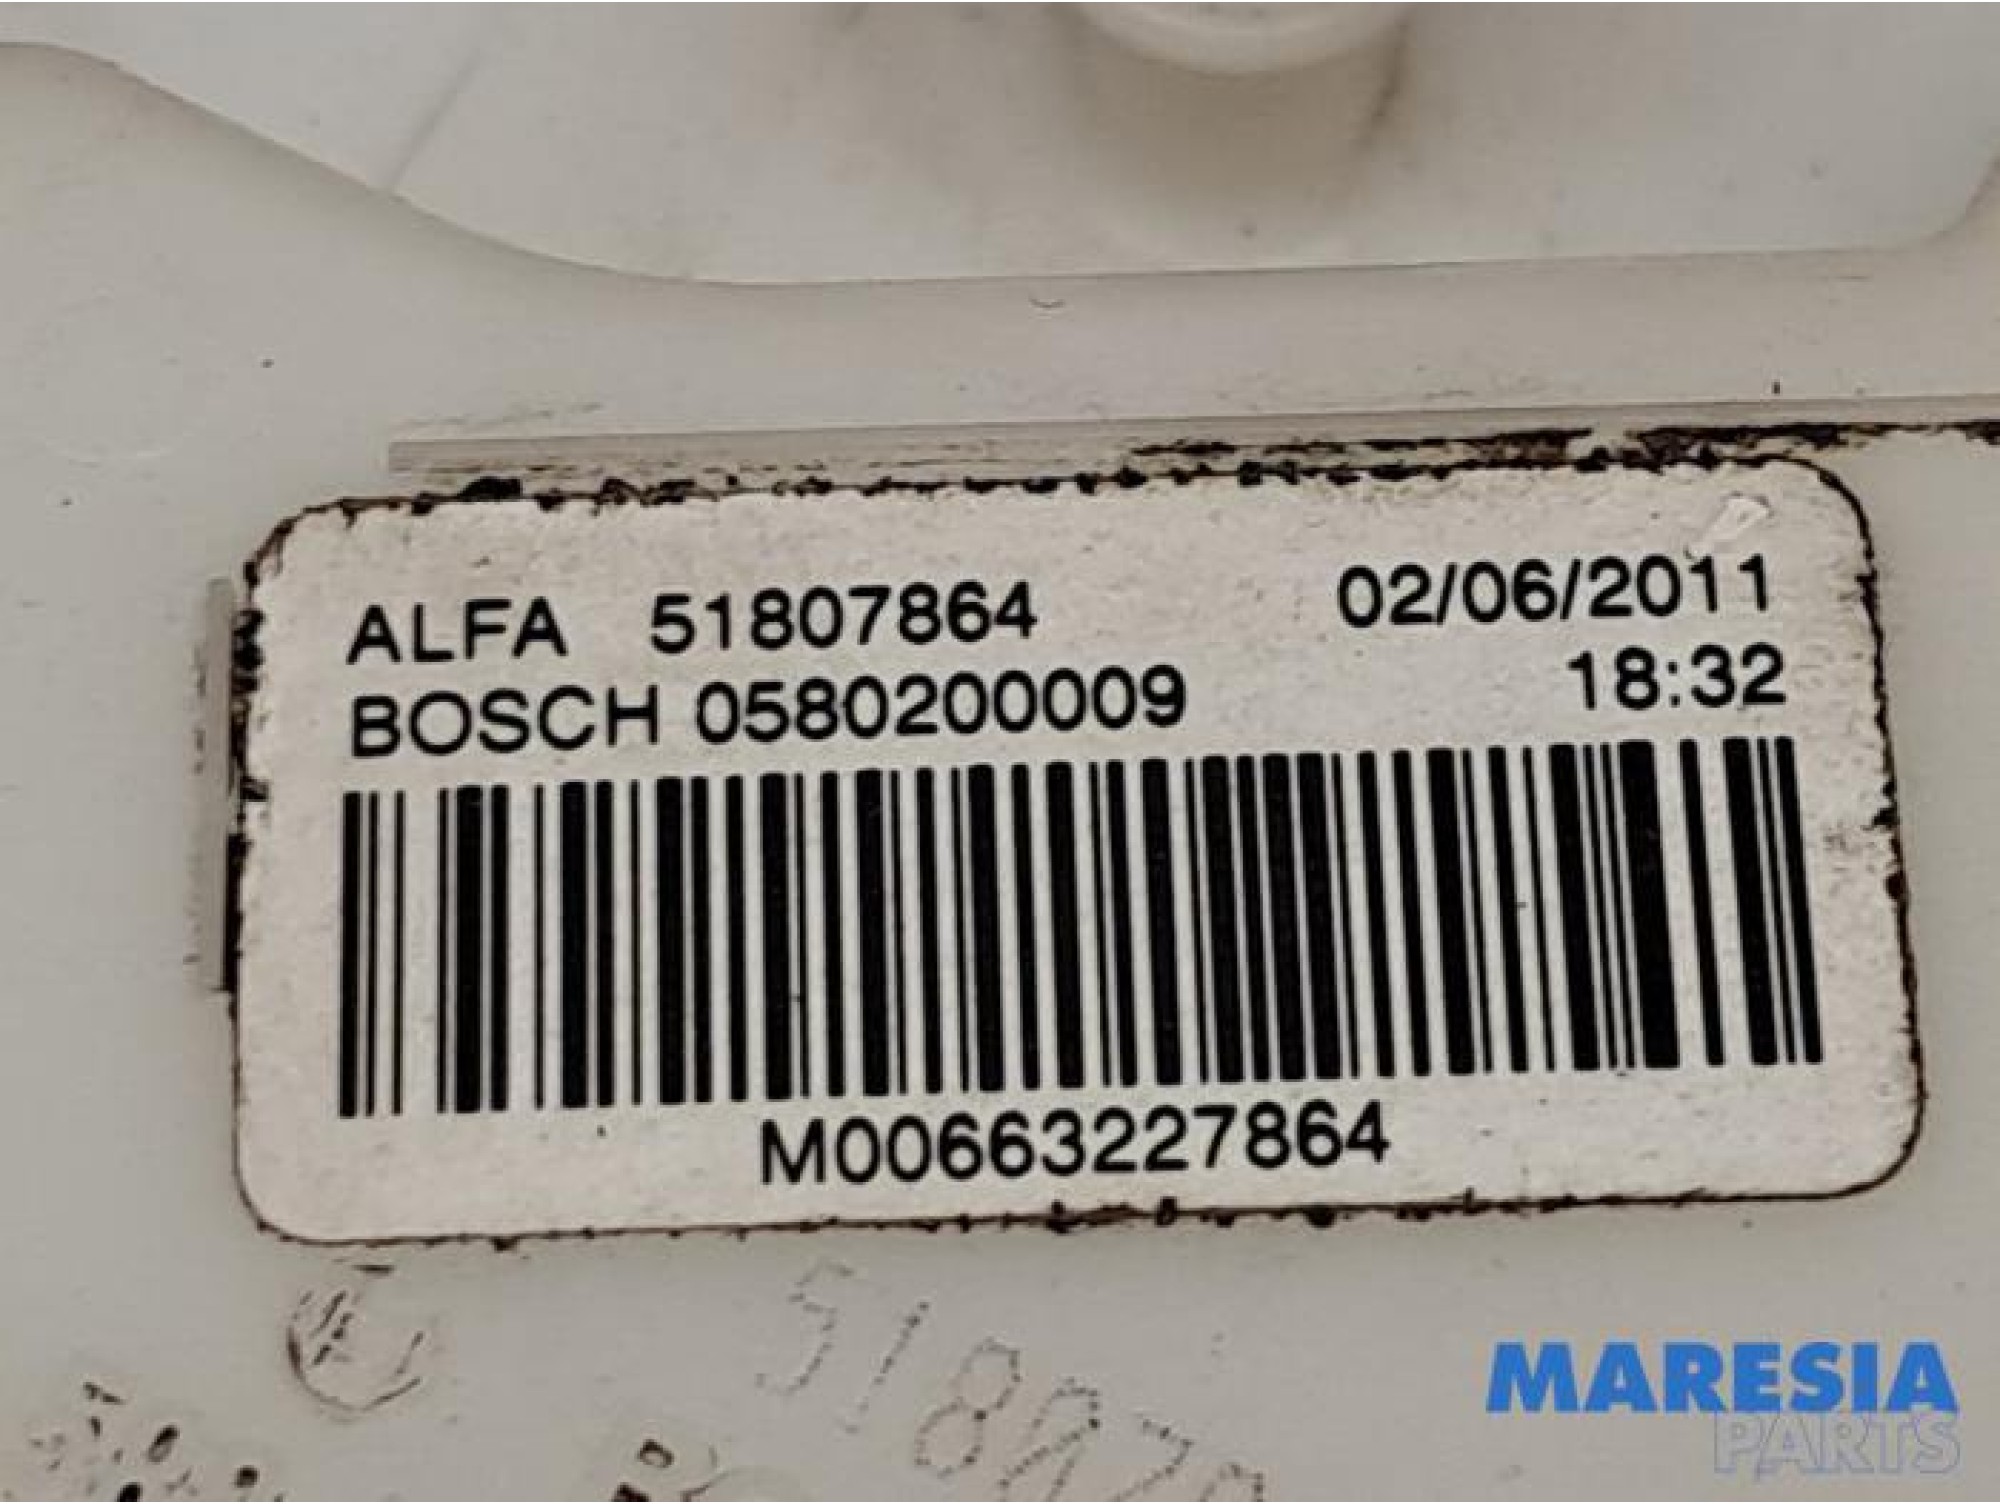 ALFA 51807864 02/06/2011
BOSCH 0580200009 18:32
M00663227864
MARESIA
PARTS